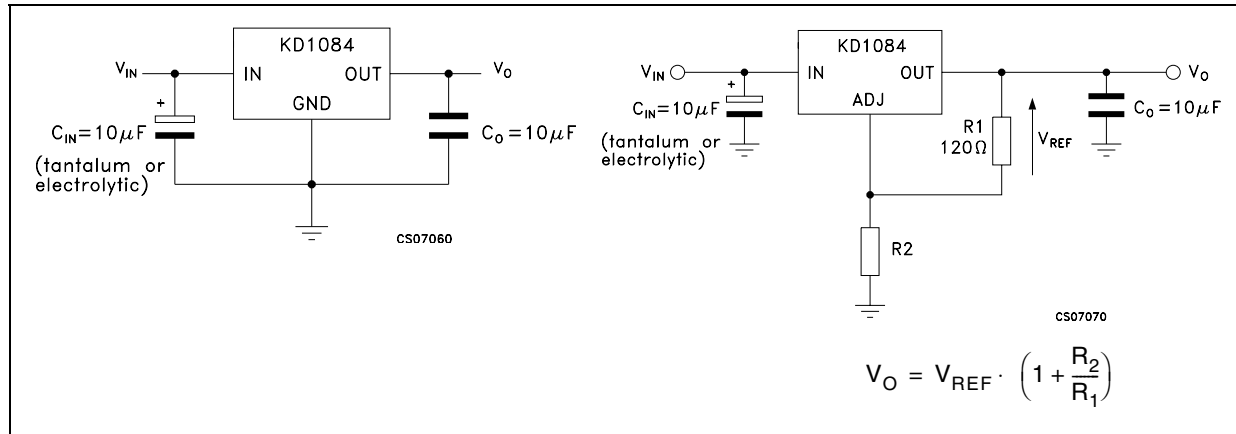 KD1084
V_IN
IN
OUT
V_O
GND
+
C_IN=10μF
(tantalum or
electrolytic)
C_O=10μF
CS07060
KD1084
V_IN
IN
OUT
V_O
ADJ
+
C_IN=10μF
(tantalum or
electrolytic)
R1
120Ω
V_REF
C_O=10μF
R2
CS07070
V_O = V_REF · (1 + R_2/R_1)